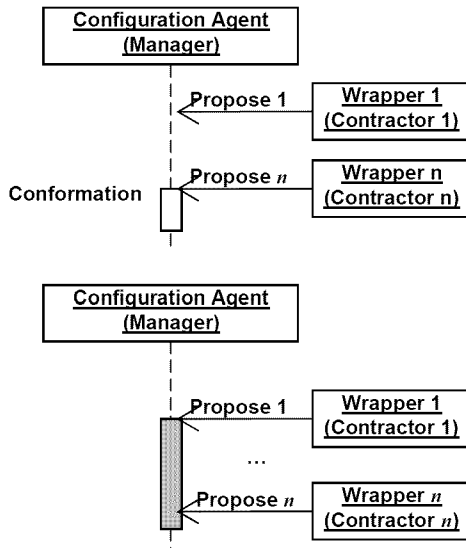 Configuration Agent
(Manager)
Propose 1
Wrapper 1
(Contractor 1)
Propose n
Wrapper n
(Contractor n)
Conformation
Configuration Agent
(Manager)
Propose 1
Wrapper 1
(Contractor 1)
...
Propose n
Wrapper n
(Contractor n)